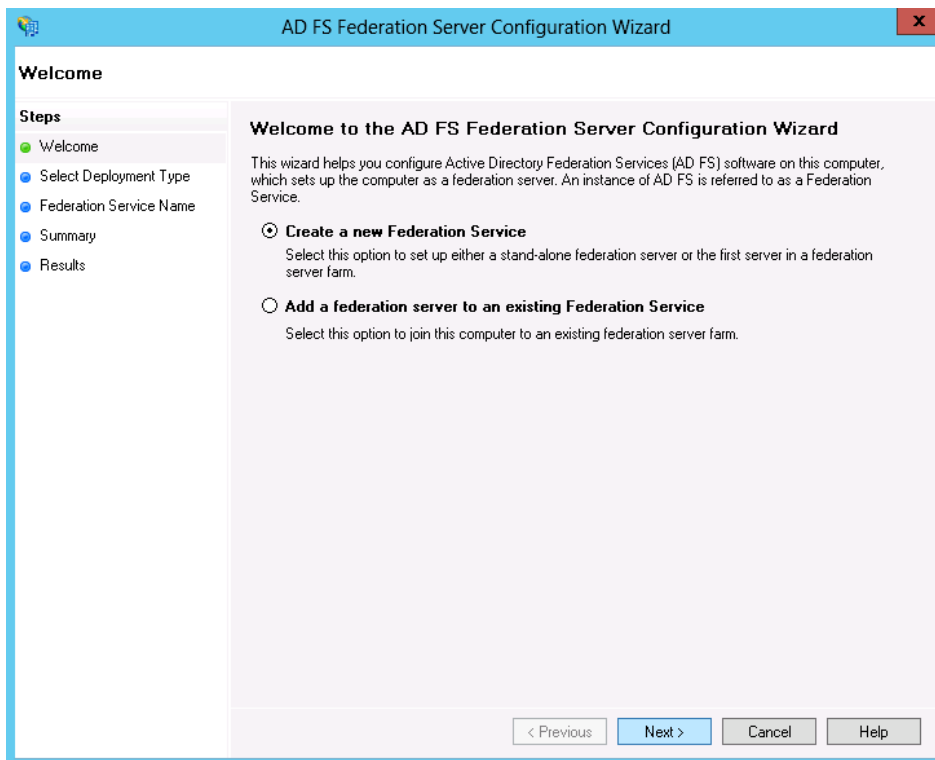 AD FS Federation Server Configuration Wizard
x
Welcome
Steps
Welcome
Select Deployment Type
Federation Service Name
Summary
Results
Welcome to the AD FS Federation Server Configuration Wizard
This wizard helps you configure Active Directory Federation Services (AD FS) software on this computer,
which sets up the computer as a federation server. An instance of AD FS is referred to as a Federation
Service.
Create a new Federation Service
Select this option to set up either a stand-alone federation server or the first server in a federation
server farm.
Add a federation server to an existing Federation Service
Select this option to join this computer to an existing federation server farm.
< Previous
Next >
Cancel
Help